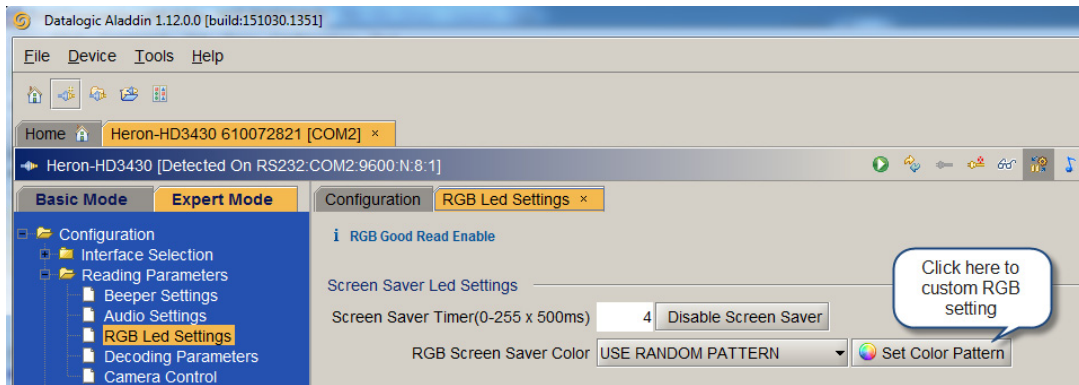 Datalogic Aladdin 1.12.0.0 [build:151030.1351]
File Device Tools Help
Home Heron-HD3430 610072821 [COM2] ×
Heron-HD3430 [Detected On RS232:COM2:9600:N:8:1]
Basic Mode Expert Mode
Configuration RGB Led Settings ×
Configuration
Interface Selection
Reading Parameters
Beeper Settings
Audio Settings
RGB Led Settings
Decoding Parameters
Camera Control
i RGB Good Read Enable
Screen Saver Led Settings
Screen Saver Timer(0-255 x 500ms) 4 Disable Screen Saver
RGB Screen Saver Color USE RANDOM PATTERN Set Color Pattern
Click here to
custom RGB
setting